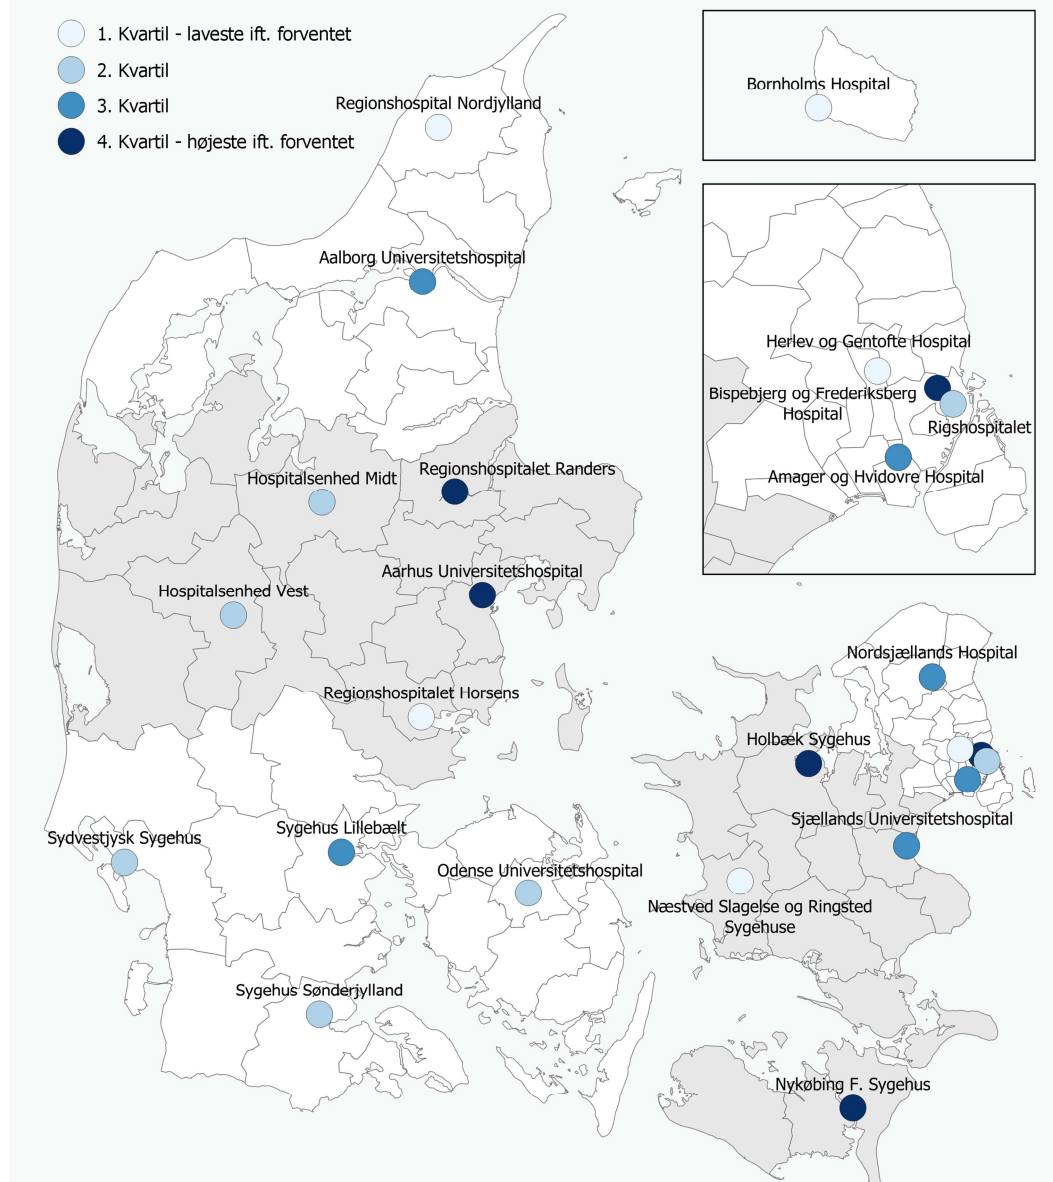 1. Kvartil - laveste ift. forventet
2. Kvartil
3. Kvartil
4. Kvartil - højeste ift. forventet
Regionshospital Nordjylland
Bornholms Hospital
Aalborg Universitetshospital
Herlev og Gentofte Hospital
Bispebjerg og Frederiksberg
Hospital
Rigshospitalet
Amager og Hvidovre Hospital
Hospitalsenhed Midt
Regionshospitalet Randers
Aarhus Universitetshospital
Hospitalsenhed Vest
Regionshospitalet Horsens
Nordsjællands Hospital
Holbæk Sygehus
Sjællands Universitetshospital
Sydvestjysk Sygehus
Sygehus Lillebælt
Odense Universitetshospital
Næstved Slagelse og Ringsted
Sygehuse
Sygehus Sønderjylland
Nykøbing F. Sygehus